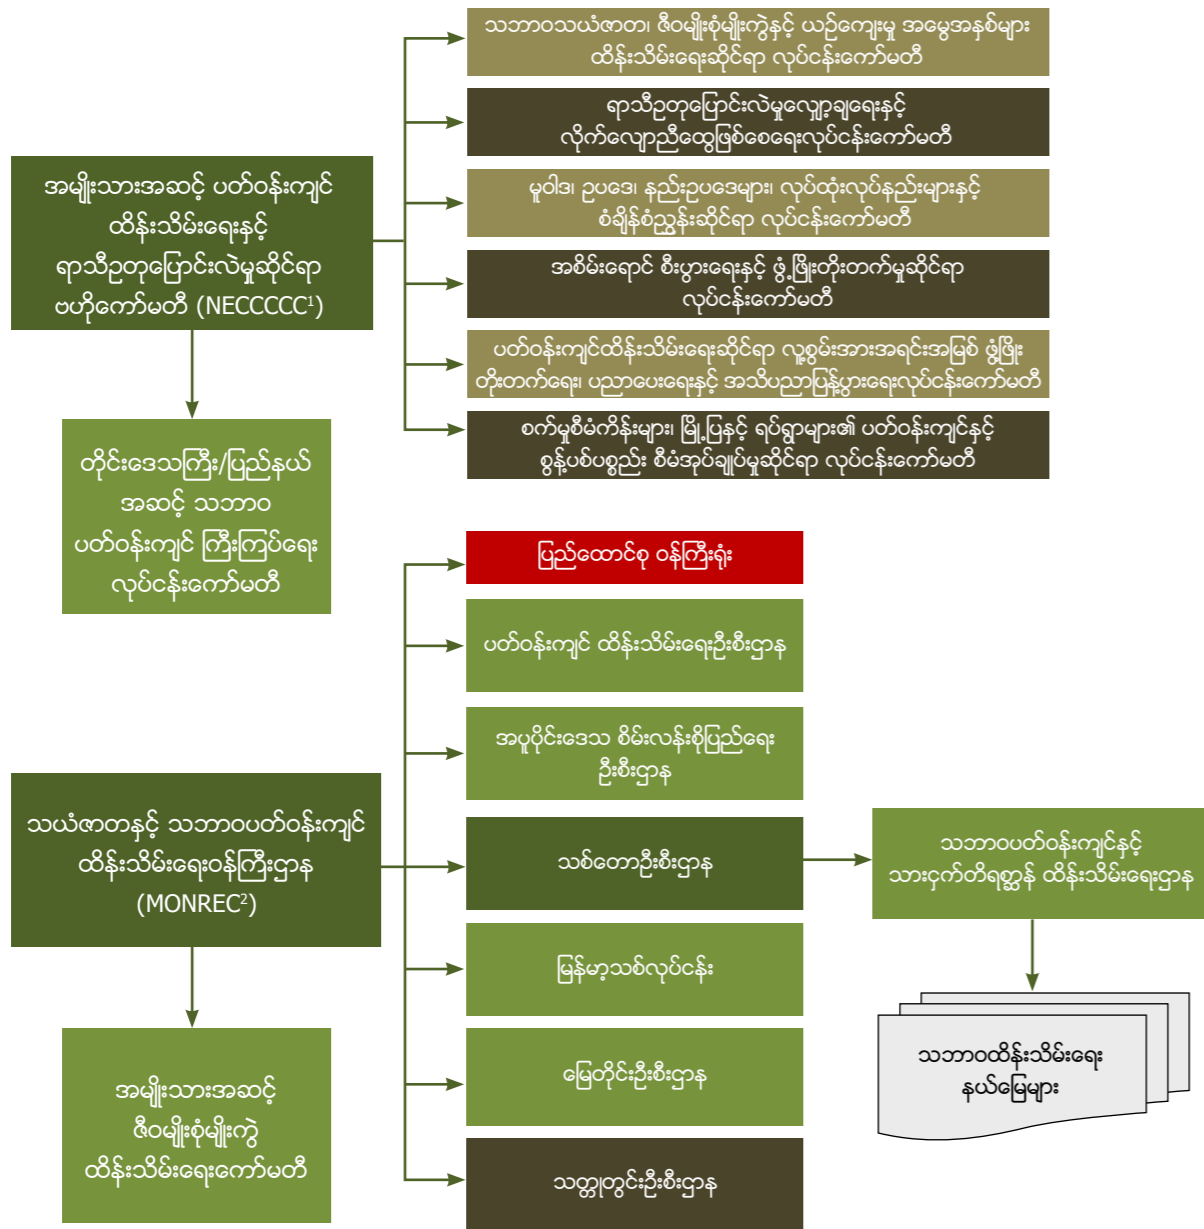 သဘာဝသယံဇာတ၊ ဇီဝမျိုးစုံမျိုးကွဲနှင့် ယဉ်ကျေးမှု အမွေအနှစ်များ
ထိန်းသိမ်းရေးဆိုင်ရာ လုပ်ငန်းကော်မတီ
ရာသီဥတုပြောင်းလဲမှုလျှော့ချရေးနှင့်
လိုက်လျောညီထွေဖြစ်စေရေးလုပ်ငန်းကော်မတီ
အမျိုးသားအဆင့် ပတ်ဝန်းကျင်
ထိန်းသိမ်းရေးနှင့်
ရာသီဥတုပြောင်းလဲမှုဆိုင်ရာ
ဗဟိုကော်မတီ (NECCCCC¹)
မူဝါဒ၊ ဥပဒေ၊ နည်းဥပဒေများ၊ လုပ်ထုံးလုပ်နည်းများနှင့်
စံချိန်စံညွှန်းဆိုင်ရာ လုပ်ငန်းကော်မတီ
အစိမ်းရောင် စီးပွားရေးနှင့် ဖွံ့ဖြိုးတိုးတက်မှုဆိုင်ရာ
လုပ်ငန်းကော်မတီ
ပတ်ဝန်းကျင်ထိန်းသိမ်းရေးဆိုင်ရာ လူ့စွမ်းအားအရင်းအမြစ် ဖွံ့ဖြိုး
တိုးတက်ရေး၊ ပညာပေးရေးနှင့် အသိပညာပြန့်ပွားရေးလုပ်ငန်းကော်မတီ
စက်မှုစီမံကိန်းများ၊ မြို့ပြနှင့် ရပ်ရွာများ၏ ပတ်ဝန်းကျင်နှင့်
စွန့်ပစ်ပစ္စည်း စီမံအုပ်ချုပ်မှုဆိုင်ရာ လုပ်ငန်းကော်မတီ
တိုင်းဒေသကြီး/ပြည်နယ်
အဆင့် သဘာဝ
ပတ်ဝန်းကျင် ကြီးကြပ်ရေး
လုပ်ငန်းကော်မတီ
ပြည်ထောင်စု ဝန်ကြီးရုံး
ပတ်ဝန်းကျင် ထိန်းသိမ်းရေးဦးစီးဌာန
အပူပိုင်းဒေသ စိမ်းလန်းစိုပြည်ရေး
ဦးစီးဌာန
သယံဇာတနှင့် သဘာဝပတ်ဝန်းကျင်
ထိန်းသိမ်းရေးဝန်ကြီးဌာန
(MONREC²)
သစ်တောဦးစီးဌာန
သဘာဝပတ်ဝန်းကျင်နှင့်
သားငှက်တိရစ္ဆာန် ထိန်းသိမ်းရေးဌာန
မြန်မာ့သစ်လုပ်ငန်း
သဘာဝထိန်းသိမ်းရေး
နယ်မြေများ
မြေတိုင်းဦးစီးဌာန
အမျိုးသားအဆင့်
ဇီဝမျိုးစုံမျိုးကွဲ
ထိန်းသိမ်းရေးကော်မတီ
သတ္တုတွင်းဦးစီးဌာန